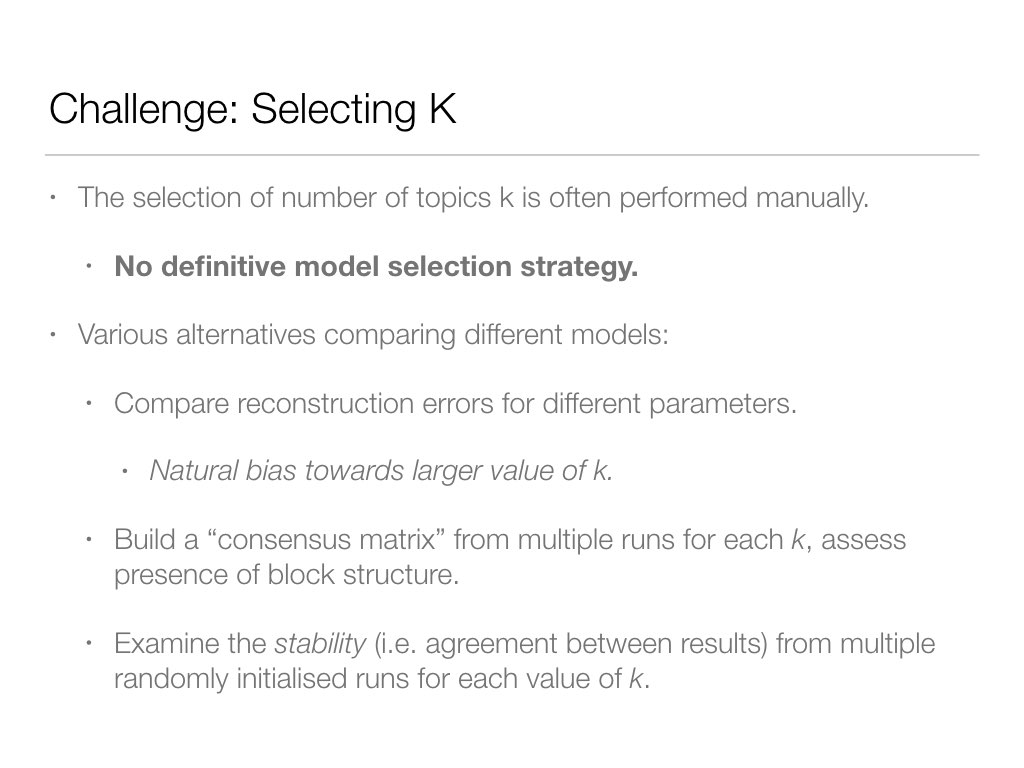 Challenge: Selecting K
• The selection of number of topics k is often performed manually.
• No definitive model selection strategy.
• Various alternatives comparing different models:
• Compare reconstruction errors for different parameters.
• Natural bias towards larger value of k.
• Build a “consensus matrix” from multiple runs for each k, assess
presence of block structure.
• Examine the stability (i.e. agreement between results) from multiple
randomly initialised runs for each value of k.